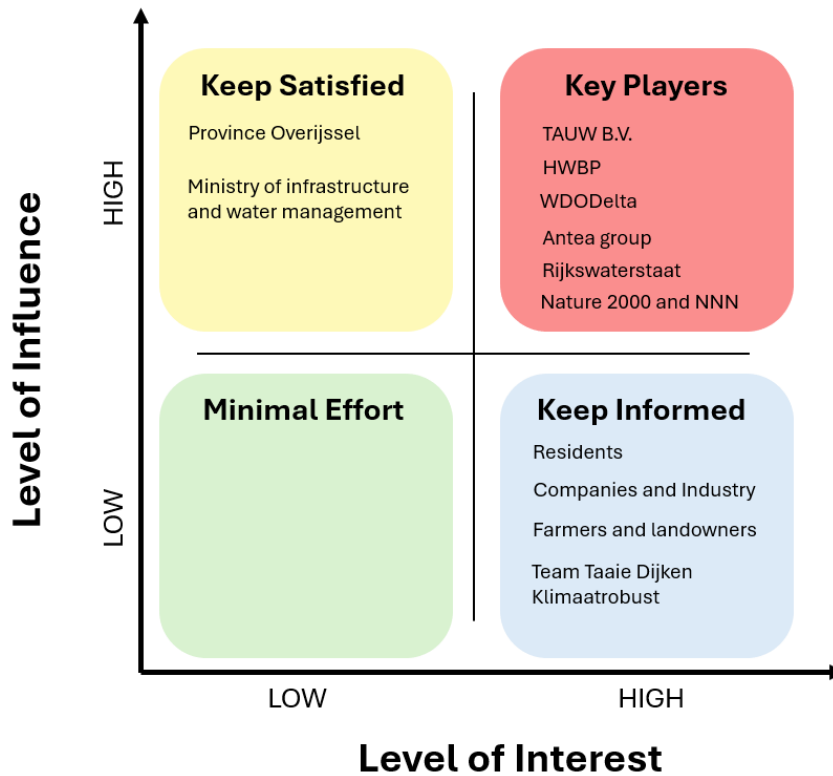 Keep Satisfied
Province Overijssel
Ministry of infrastructure
and water management
Key Players
TAUW B.V.
HWBP
WDODelta
Antea group
Rijkswaterstaat
Nature 2000 and NNN
Minimal Effort
Keep Informed
Residents
Companies and Industry
Farmers and landowners
Team Taaie Dijken
Klimaatrobust
Level of Influence
HIGH
LOW
LOW
HIGH
Level of Interest